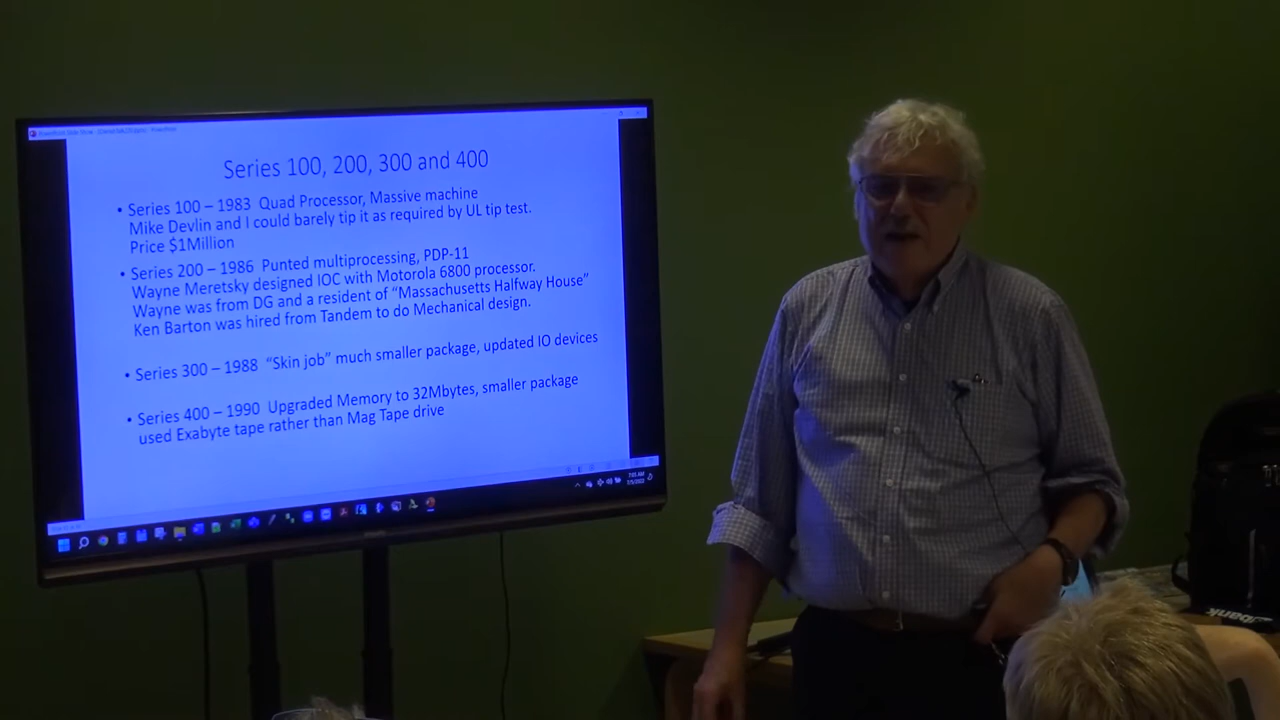 Series 100, 200, 300 and 400
• Series 100 – 1983 Quad Processor, Massive machine
Mike Devlin and I could barely tip it as required by UL tip test.
Price $1Million
• Series 200 – 1986 Punted multiprocessing, PDP-11
Wayne Meretsky designed IOC with Motorola 6800 processor.
Wayne was from DG and a resident of “Massachusetts Halfway House”
Ken Barton was hired from Tandem to do Mechanical design.
• Series 300 – 1988 “Skin job” much smaller package, updated IO devices
• Series 400 – 1990 Upgraded Memory to 32Mbytes, smaller package
used Exabyte tape rather than Mag Tape drive